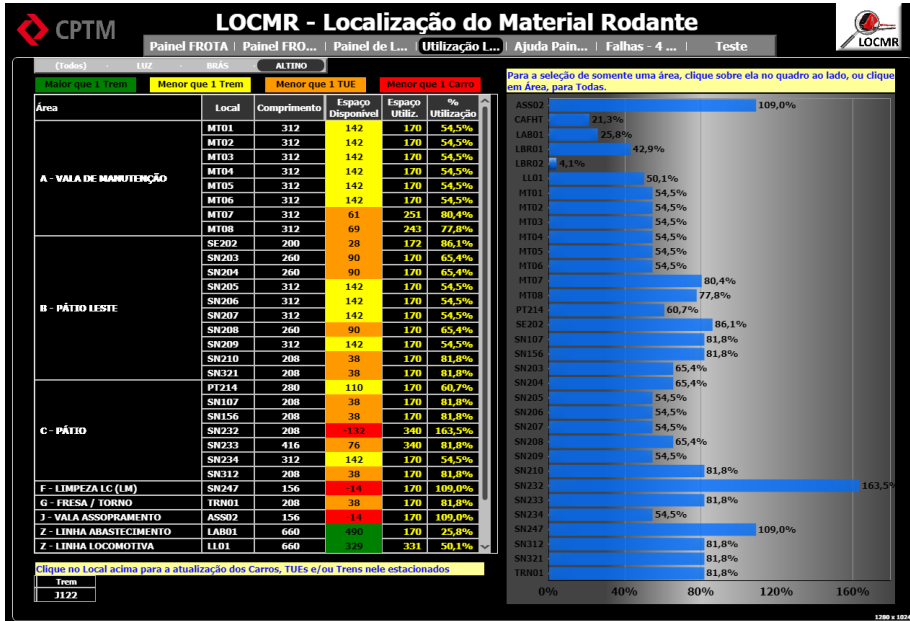 CPTM
LOCMR - Localização do Material Rodante
LOCMR
Painel FROTA | Painel FRO... | Painel de L... | Utilização L... | Ajuda Pain... | Falhas - 4 ... | Teste
(Todos) LUZ BRÁS ALTINO
Maior que 1 Trem Menor que 1 Trem Menor que 1 TUE Menor que 1 Carro
Área Local Comprimento Espaço Disponível Espaço Utiliz. % Utilização
A - VALA DE MANUTENÇÃO
MT01 312 142 170 54,5%
MT02 312 142 170 54,5%
MT03 312 142 170 54,5%
MT04 312 142 170 54,5%
MT05 312 142 170 54,5%
MT06 312 142 170 54,5%
MT07 312 61 251 80,4%
MT08 312 69 243 77,8%
B - PÁTIO LESTE
SE202 200 28 172 86,1%
SN203 260 90 170 65,4%
SN204 260 90 170 65,4%
SN205 312 142 170 54,5%
SN206 312 142 170 54,5%
SN207 312 142 170 54,5%
SN208 260 90 170 65,4%
SN209 312 142 170 54,5%
SN210 208 38 170 81,8%
SN321 208 38 170 81,8%
C - PÁTIO
PT214 280 110 170 60,7%
SN107 208 38 170 81,8%
SN156 208 38 170 81,8%
SN232 208 -132 340 163,5%
SN233 416 76 340 81,8%
SN234 312 142 170 54,5%
SN312 208 38 170 81,8%
F - LIMPEZA LC (LM) SN247 156 -14 170 109,0%
G - FRESA / TORNO TRN01 208 38 170 81,8%
J - VALA ASSOPRAMENTO ASS02 156 -14 170 109,0%
Z - LINHA ABASTECIMENTO LAB01 660 490 170 25,8%
Z - LINHA LOCOMOTIVA LL01 660 329 331 50,1%
Clique no Local acima para a atualização dos Carros, TUEs e/ou Trens nele estacionados
Trem
J122
Para a seleção de somente uma área, clique sobre ela no quadro ao lado, ou clique
em Área, para Todas.
ASS02 109,0%
CAFHT 21,3%
LAB01 25,8%
LBR01 42,9%
LBR02 4,1%
LL01 50,1%
MT01 54,5%
MT02 54,5%
MT03 54,5%
MT04 54,5%
MT05 54,5%
MT06 54,5%
MT07 80,4%
MT08 77,8%
PT214 60,7%
SE202 86,1%
SN107 81,8%
SN156 81,8%
SN203 65,4%
SN204 65,4%
SN205 54,5%
SN206 54,5%
SN207 54,5%
SN208 65,4%
SN209 54,5%
SN210 81,8%
SN232 163,5%
SN233 81,8%
SN234 54,5%
SN247 109,0%
SN312 81,8%
SN321 81,8%
TRN01 81,8%
0% 40% 80% 120% 160%
1280 x 1024